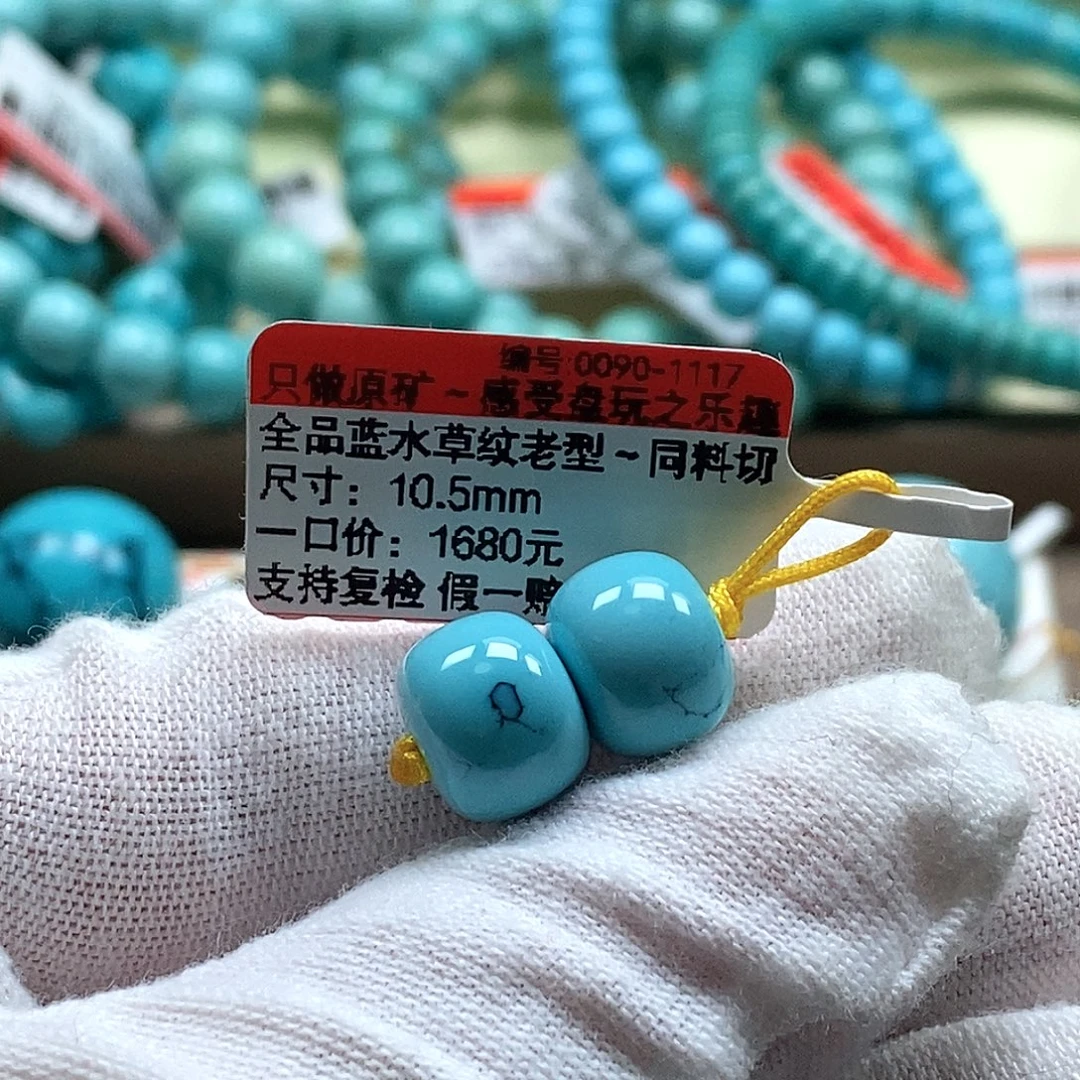 编号:0090-1117
只做原矿～感受盘玩之乐趣
全品蓝水草纹老型～同料切
尺寸：10.5mm
一口价：1680元
支持复检 假一赔